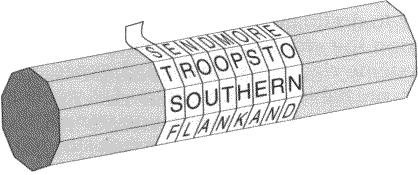 SENDMORE
TROOPSTO
SOUTHERN
FLANKAND